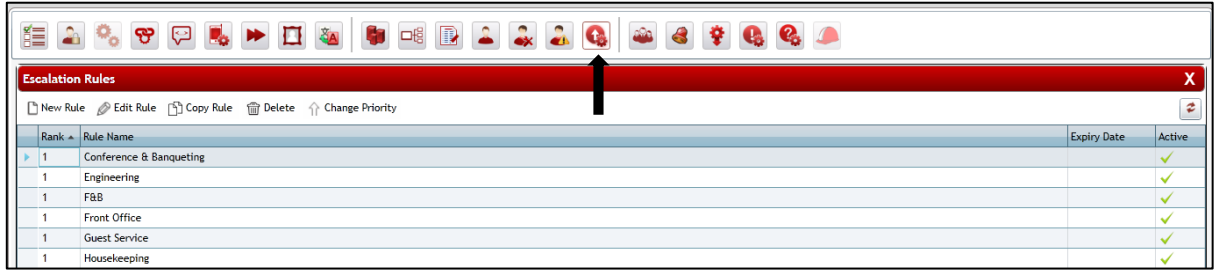 Escalation Rules X
New Rule Edit Rule Copy Rule Delete Change Priority
Rank Rule Name Expiry Date Active
1 Conference & Banqueting
1 Engineering
1 F&B
1 Front Office
1 Guest Service
1 Housekeeping